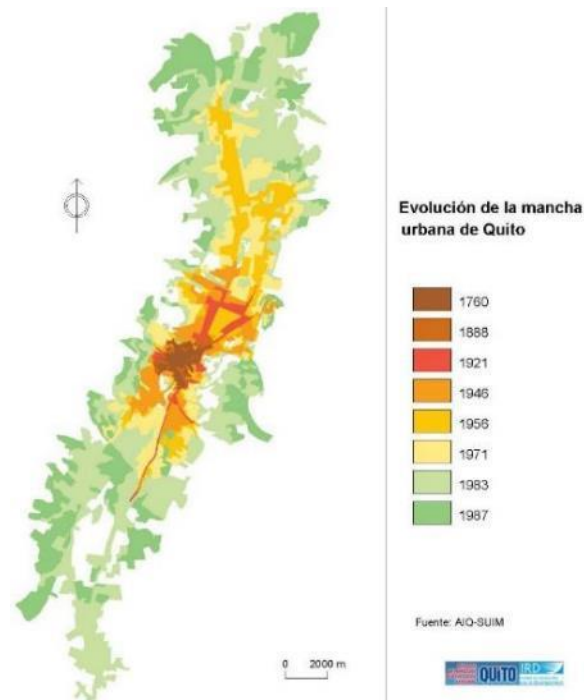 Evolución de la mancha
urbana de Quito
1760
1888
1921
1946
1956
1971
1983
1987
Fuente: AIQ-SUIM
0 2000 m
QUITO
IRD